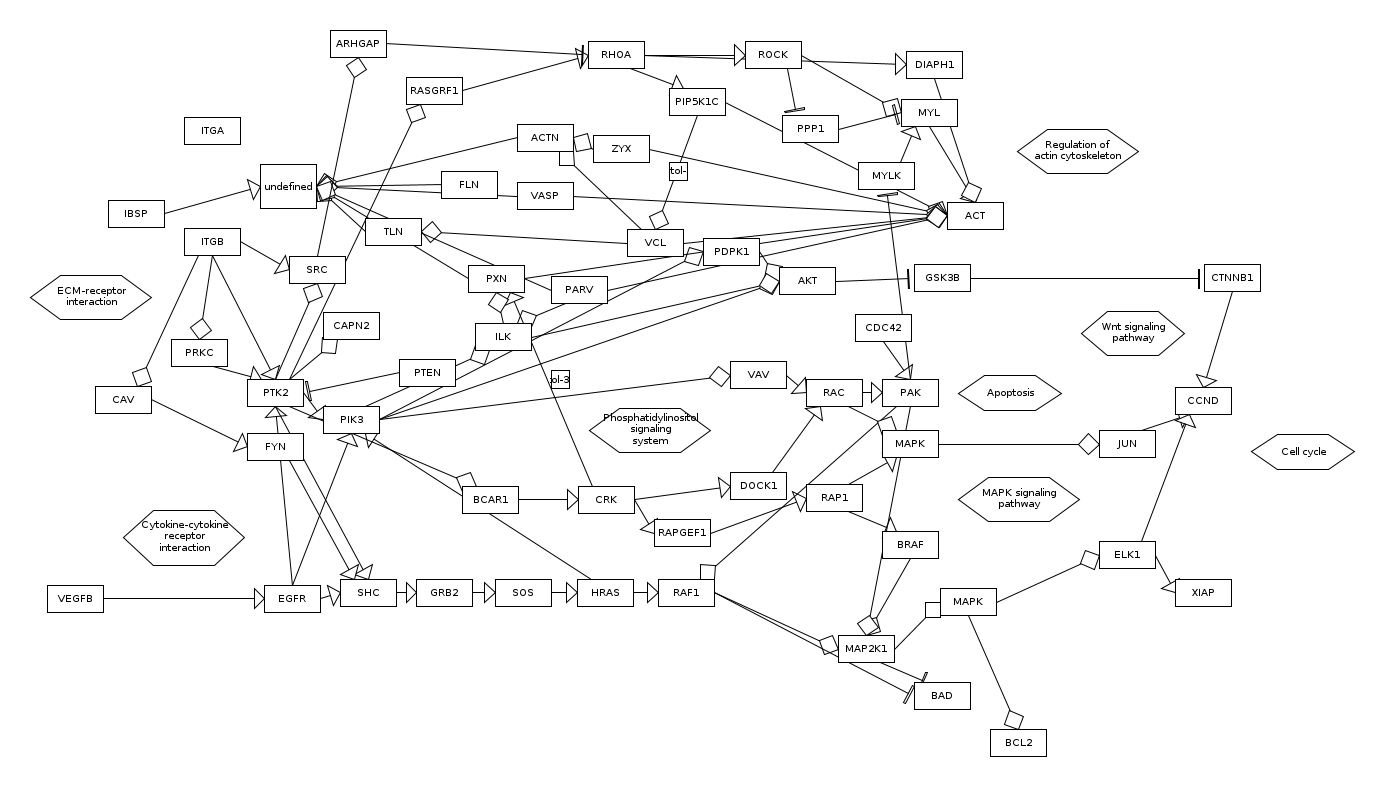 ARHGAP
RHOA
ROCK
DIAPH1
RASGRF1
PIP5K1C
MYL
ITGA
ACTN
ZYX
PPP1
Regulation of
actin cytoskeleton
undefined
FLN
VASP
tol-
MYLK
IBSP
ACT
TLN
ITGB
VCL
PDPK1
SRC
PXN
PARV
AKT
GSK3B
CTNNB1
ECM-receptor
interaction
CAPN2
ILK
CDC42
Wnt signaling
pathway
PRKC
PTEN
:ol-3
VAV
PTK2
RAC
PAK
Apoptosis
CAV
PIK3
CCND
Phosphatidylinositol
signaling
system
FYN
MAPK
JUN
Cell cycle
BCAR1
CRK
DOCK1
RAP1
MAPK signaling
pathway
Cytokine-cytokine
receptor
interaction
RAPGEF1
BRAF
ELK1
VEGFB
EGFR
SHC
GRB2
SOS
HRAS
RAF1
MAPK
XIAP
MAP2K1
BAD
BCL2